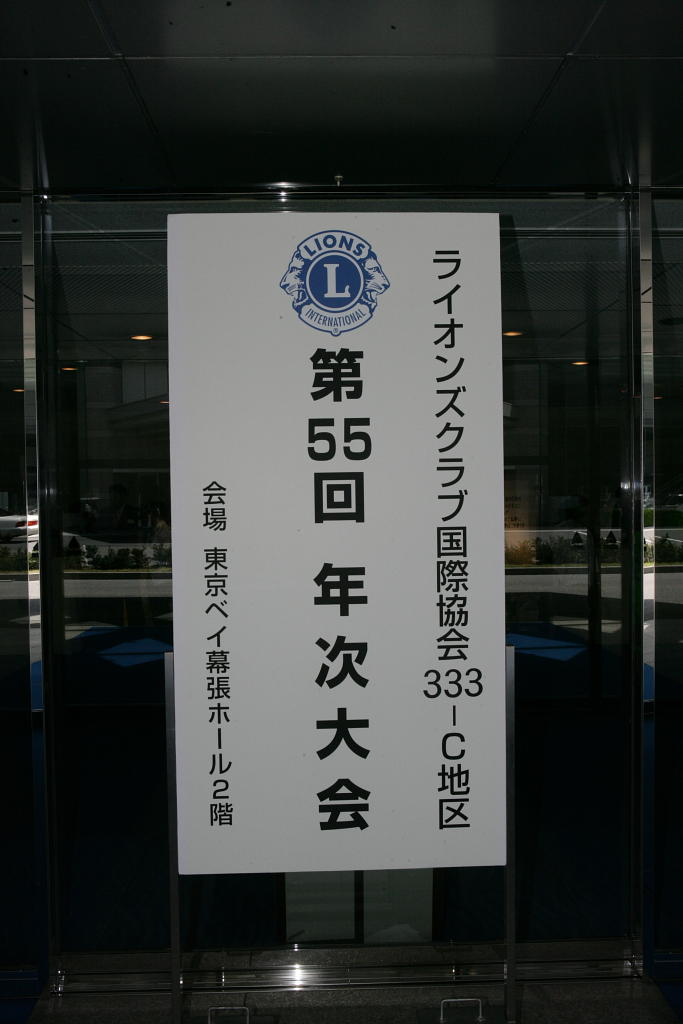 ライオンズクラブ国際協会333-C地区
LIONS
L
INTERNATIONAL
®
第55回 年次大会
会場 東京ベイ幕張ホール2階